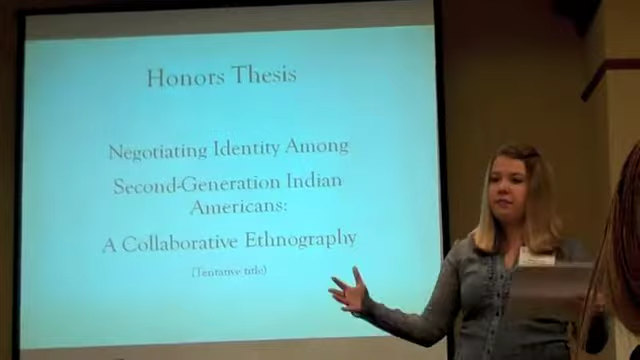 Honors Thesis
Negotiating Identity Among
Second-Generation Indian
Americans:
A Collaborative Ethnography
(Tentative title)